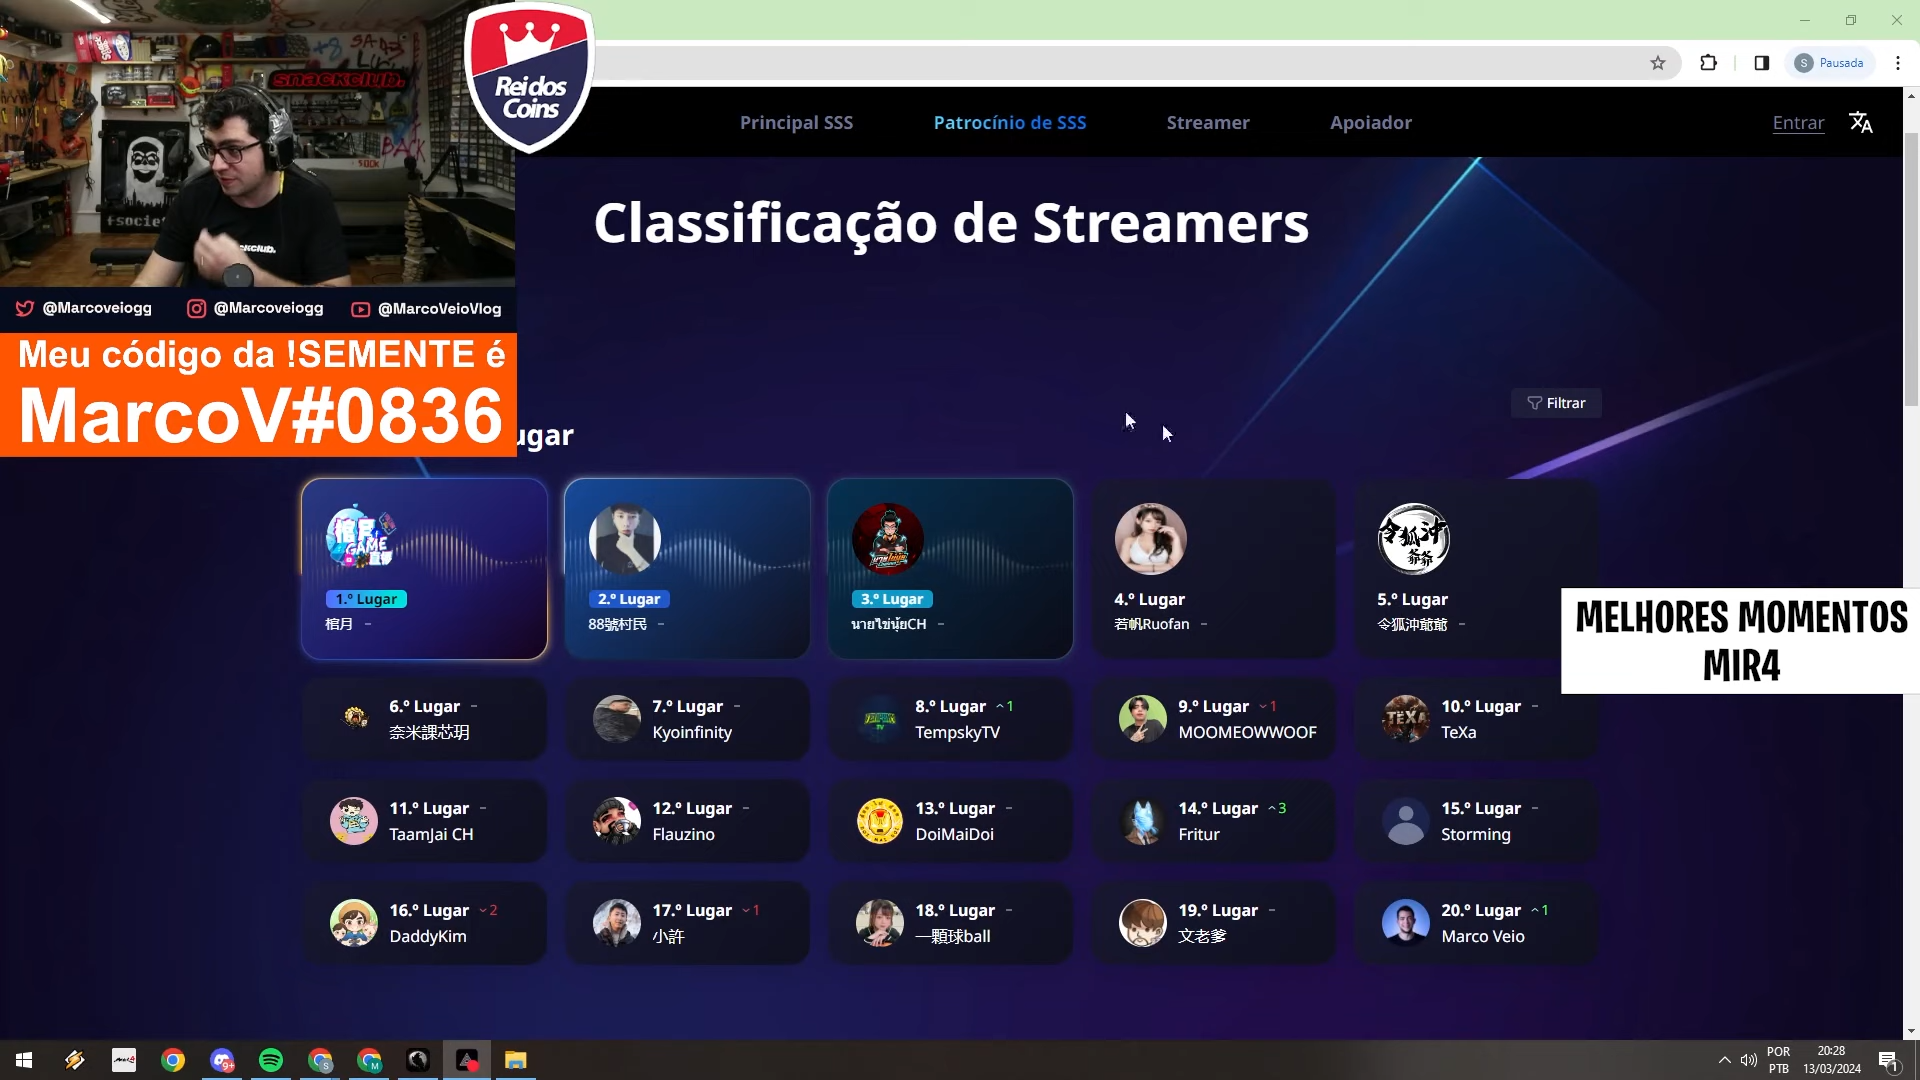 snackclub.
Rei dos
Coins
S Pausada
Principal SSS
Patrocínio de SSS
Streamer
Apoiador
Entrar
Classificação de Streamers
@Marcoveiogg
@Marcoveiogg
@MarcoVeioVlog
Meu código da !SEMENTE é
MarcoV#0836
Filtrar
ugar
1.º Lugar
棺月 -
2.º Lugar
88號村民 -
3.º Lugar
นายไข่นุ้ยCH -
4.º Lugar
若帆Ruofan -
5.º Lugar
令狐沖爺爺 -
MELHORES MOMENTOS
MIR4
6.º Lugar -
奈米課芯玥
7.º Lugar -
Kyoinfinity
8.º Lugar 1
TempskyTV
9.º Lugar 1
MOOMEOWWOOF
TEXA
10.º Lugar -
TeXa
11.º Lugar -
TaamJai CH
12.º Lugar -
Flauzino
13.º Lugar -
DoiMaiDoi
14.º Lugar 3
Fritur
15.º Lugar -
Storming
16.º Lugar 2
DaddyKim
17.º Lugar 1
小許
18.º Lugar -
一顆球ball
19.º Lugar -
文老爹
20.º Lugar 1
Marco Veio
POR
PTB
20:28
13/03/2024